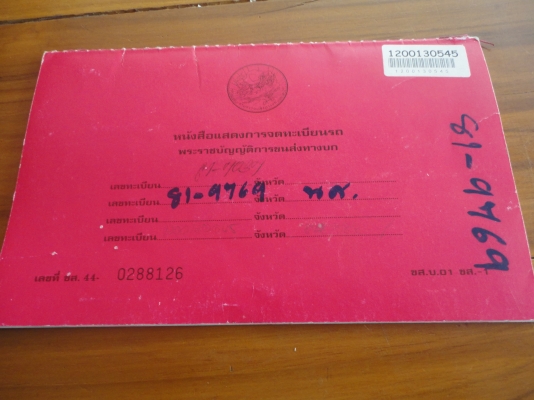 1200130545
1200130545
หนังสือแสดงการจดทะเบียนรถ
พระราชบัญญัติการขนส่งทางบก
เลขทะเบียน จังหวัด
เลขทะเบียน 81-9769 จังหวัด นศ.
เลขทะเบียน จังหวัด
เลขทะเบียน จังหวัด
เลขที่ ขส. 44- 0288126
ขส.บ.01 ขส.-
81-9769